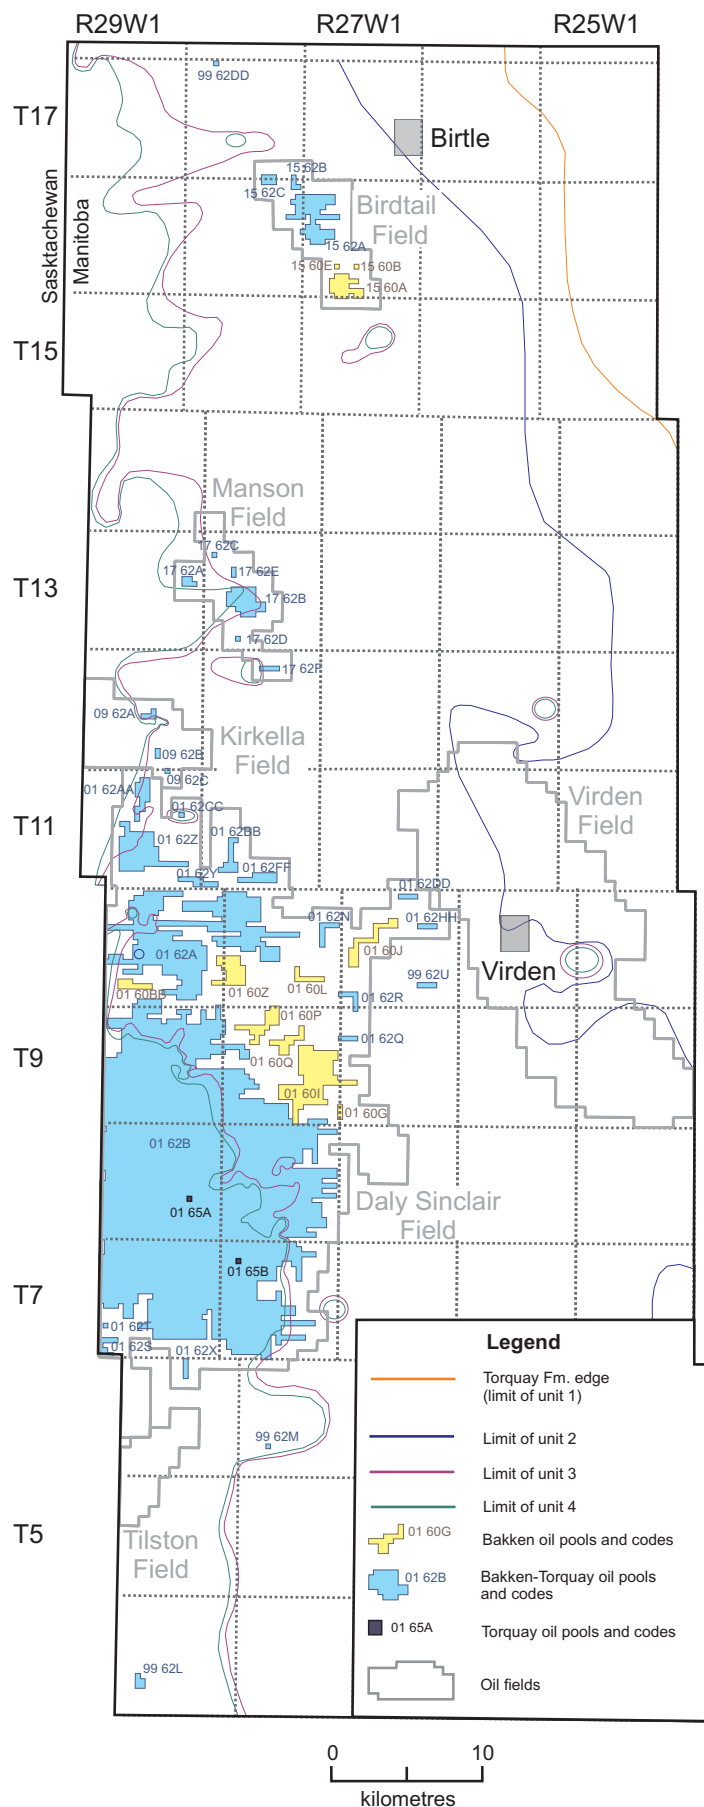 R29W1 R27W1 R25W1
99 62DD
T17
Birtle
15 62B
15 62C
Sasktachewan
Manitoba
Birdtail
Field
15 62A
15 60E
15 60B
15 60A
T15
Manson
Field
17 62C
17 62A
17 62E
T13
17 62B
17 62D
17 62F
09 62A
Kirkella
Field
09 62B
09 62C
01 62AA
Virden
Field
01 62CC
T11
01 62BB
01 62Z
01 62Y
01 62FF
01 62DD
01 62N
01 62HH
01 60J
01 62A
Virden
99 62U
01 60BB
01 60Z
01 60L
01 62R
01 60P
01 62Q
T9
01 60Q
01 60I
01 60G
01 62B
Daly Sinclair
Field
01 65A
01 65B
T7
01 62T
01 62S
01 62X
99 62M
T5
Tilston
Field
99 62L
Legend
Torquay Fm. edge
(limit of unit 1)
Limit of unit 2
Limit of unit 3
Limit of unit 4
01 60G
Bakken oil pools and codes
01 62B
Bakken-Torquay oil pools
and codes
01 65A
Torquay oil pools and codes
Oil fields
0 10
kilometres